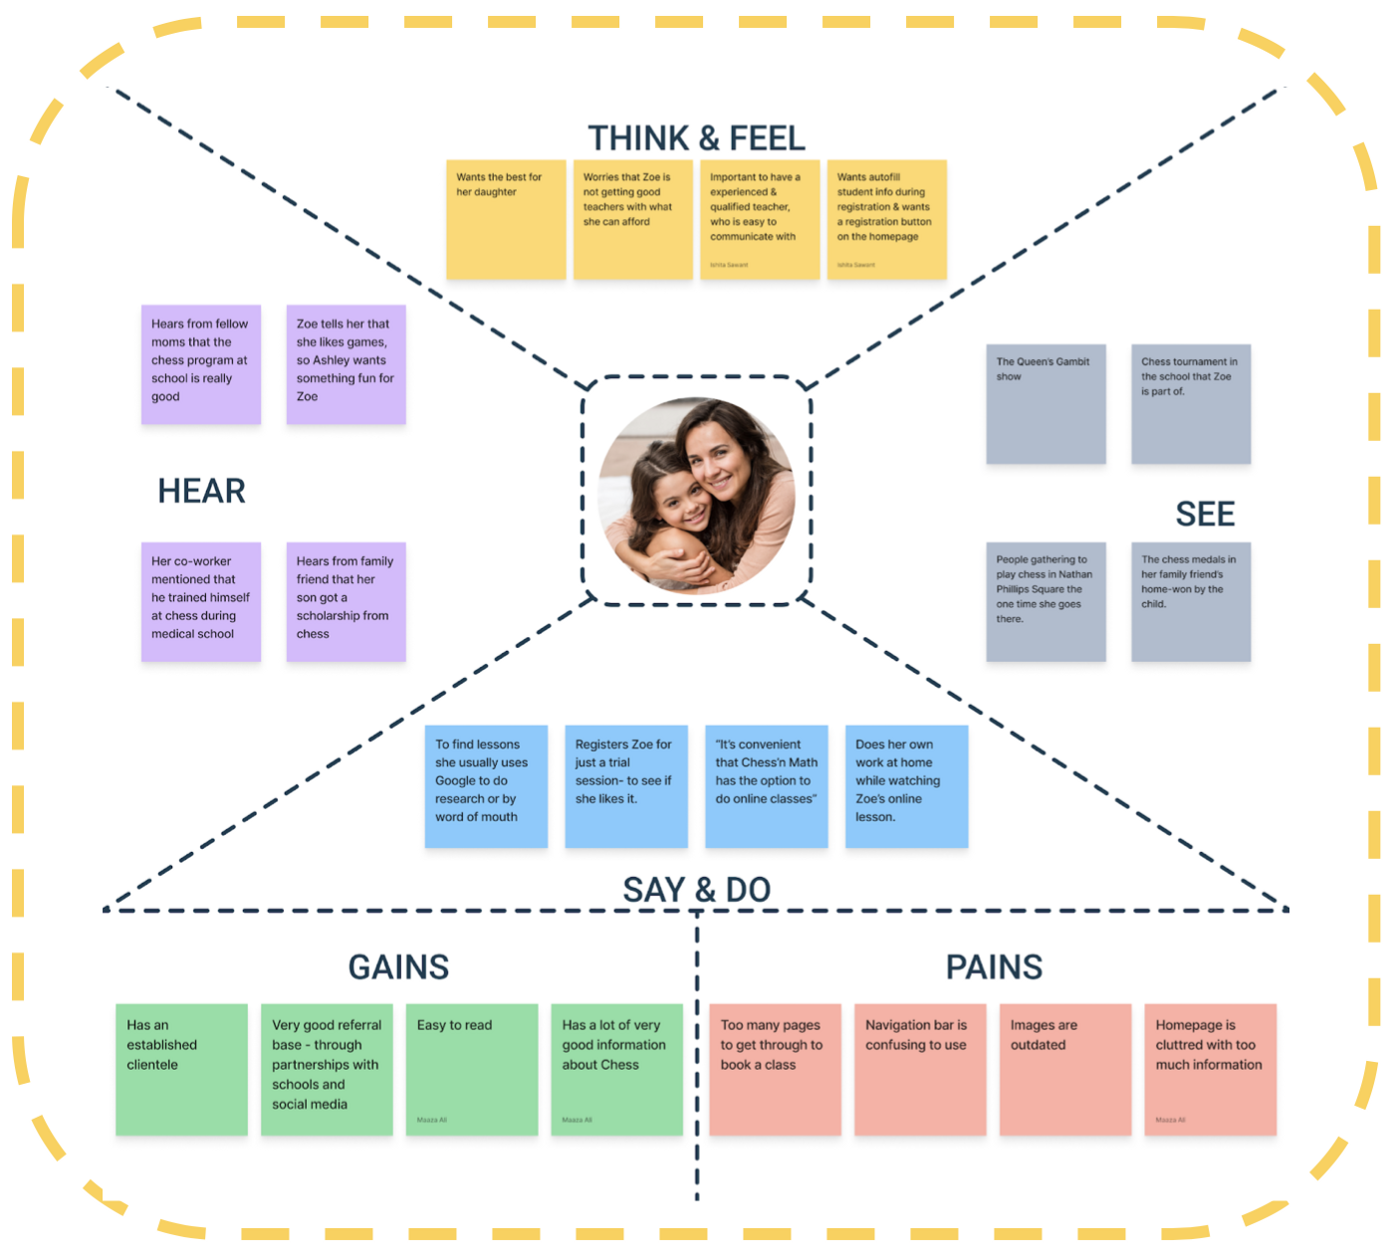 THINK & FEEL
Wants the best for
her daughter
Worries that Zoe is
not getting good
teachers with what
she can afford
Important to have a
experienced &
qualified teacher,
who is easy to
communicate with
Ishita Sawant
Wants autofill
student info during
registration & wants
a registration button
on the homepage
Ishita Sawant
Hears from fellow
moms that the
chess program at
school is really
good
Zoe tells her that
she likes games,
so Ashley wants
something fun for
Zoe
HEAR
Her co-worker
mentioned that
he trained himself
at chess during
medical school
Hears from family
friend that her
son got a
scholarship from
chess
The Queen's Gambit
show
Chess tournament in
the school that Zoe
is part of.
SEE
People gathering to
play chess in Nathan
Phillips Square the
one time she goes
there.
The chess medals in
her family friend's
home-won by the
child.
To find lessons
she usually uses
Google to do
research or by
word of mouth
Registers Zoe for
just a trial
session- to see if
she likes it.
"It's convenient
that Chess'n Math
has the option to
do online classes"
Does her own
work at home
while watching
Zoe's online
lesson.
SAY & DO
GAINS
Has an
established
clientele
Very good referral
base - through
partnerships with
schools and
social media
Easy to read
Maaza Ali
Has a lot of very
good information
about Chess
Maaza Ali
PAINS
Too many pages
to get through to
book a class
Navigation bar is
confusing to use
Images are
outdated
Homepage is
cluttred with too
much information
Maaza Ali